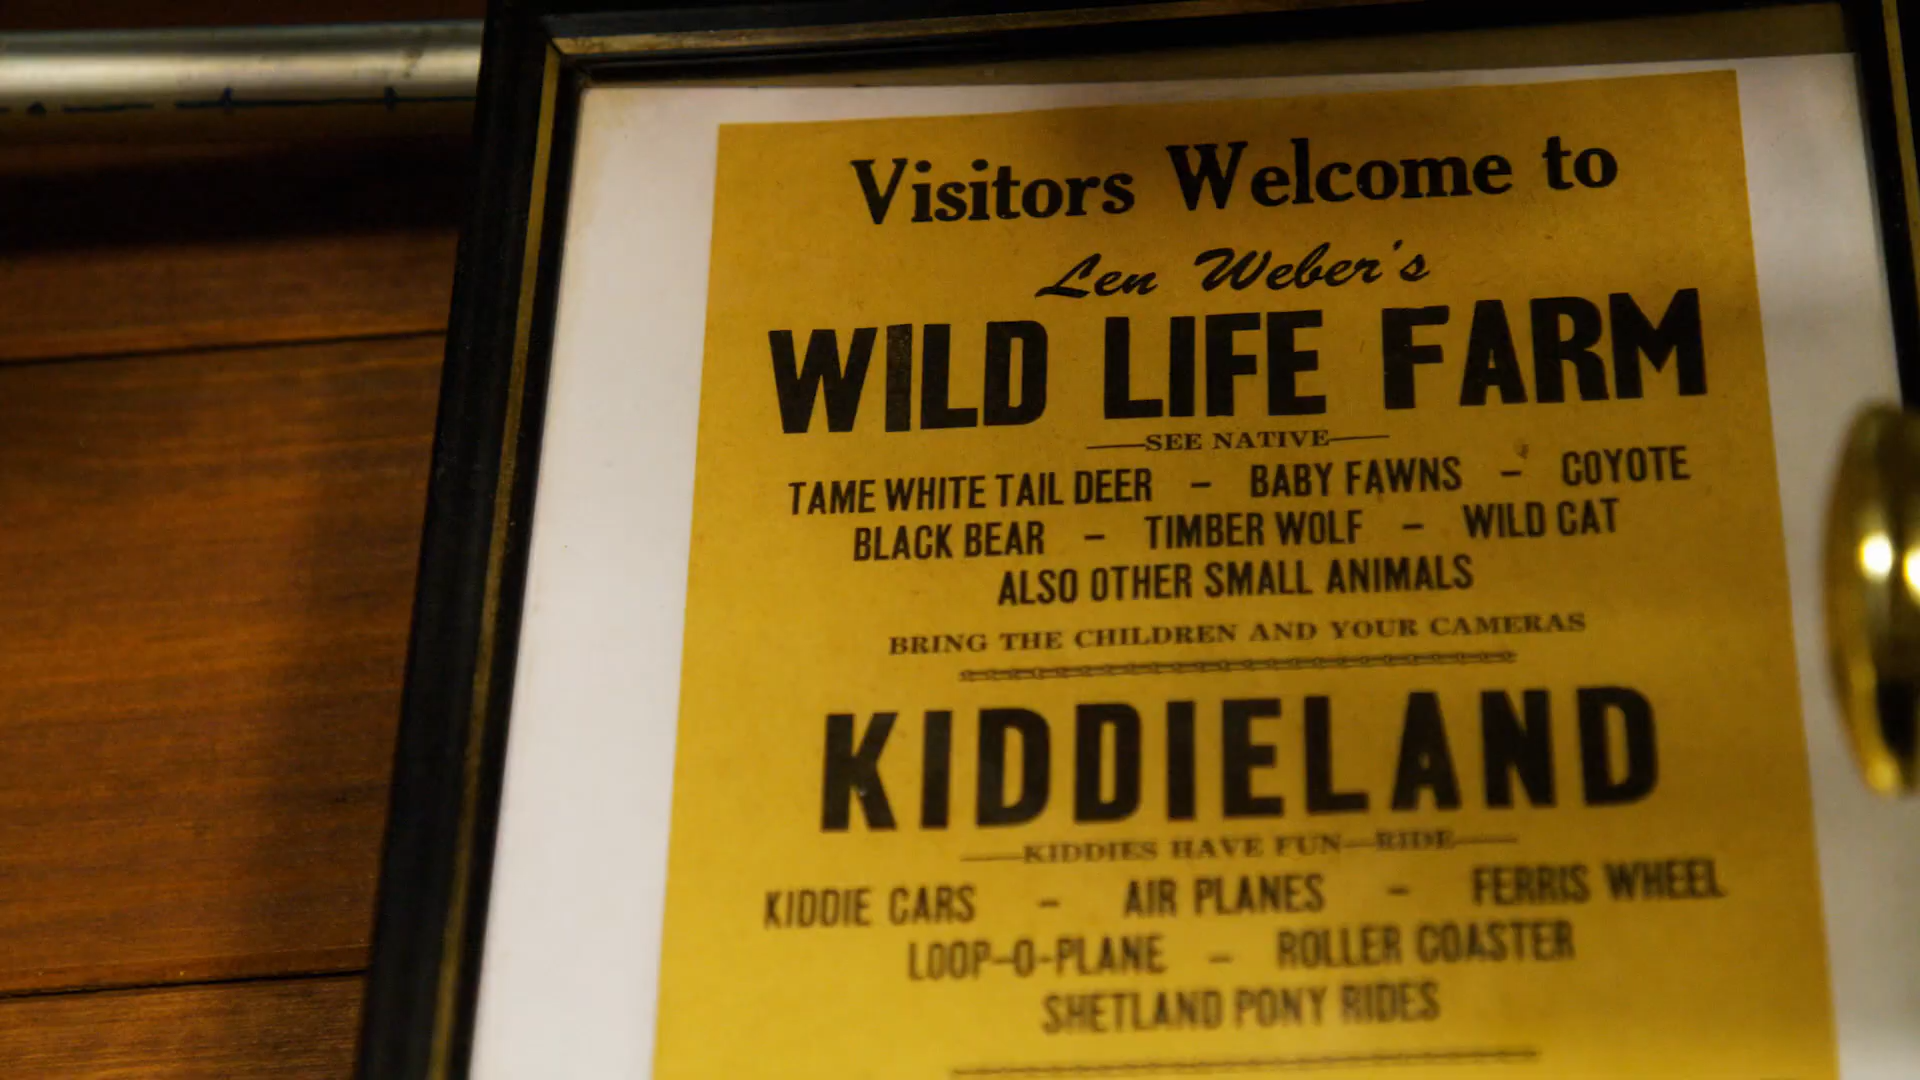 Visitors Welcome to
Len Weber's
WILD LIFE FARM
SEE NATIVE
TAME WHITE TAIL DEER - BABY FAWNS - COYOTE
BLACK BEAR - TIMBER WOLF - WILD CAT
ALSO OTHER SMALL ANIMALS
BRING THE CHILDREN AND YOUR CAMERAS
KIDDIELAND
KIDDIES HAVE FUN—RIDE
KIDDIE CARS - AIR PLANES - FERRIS WHEEL
LOOP-O-PLANE - ROLLER COASTER
SHETLAND PONY RIDES